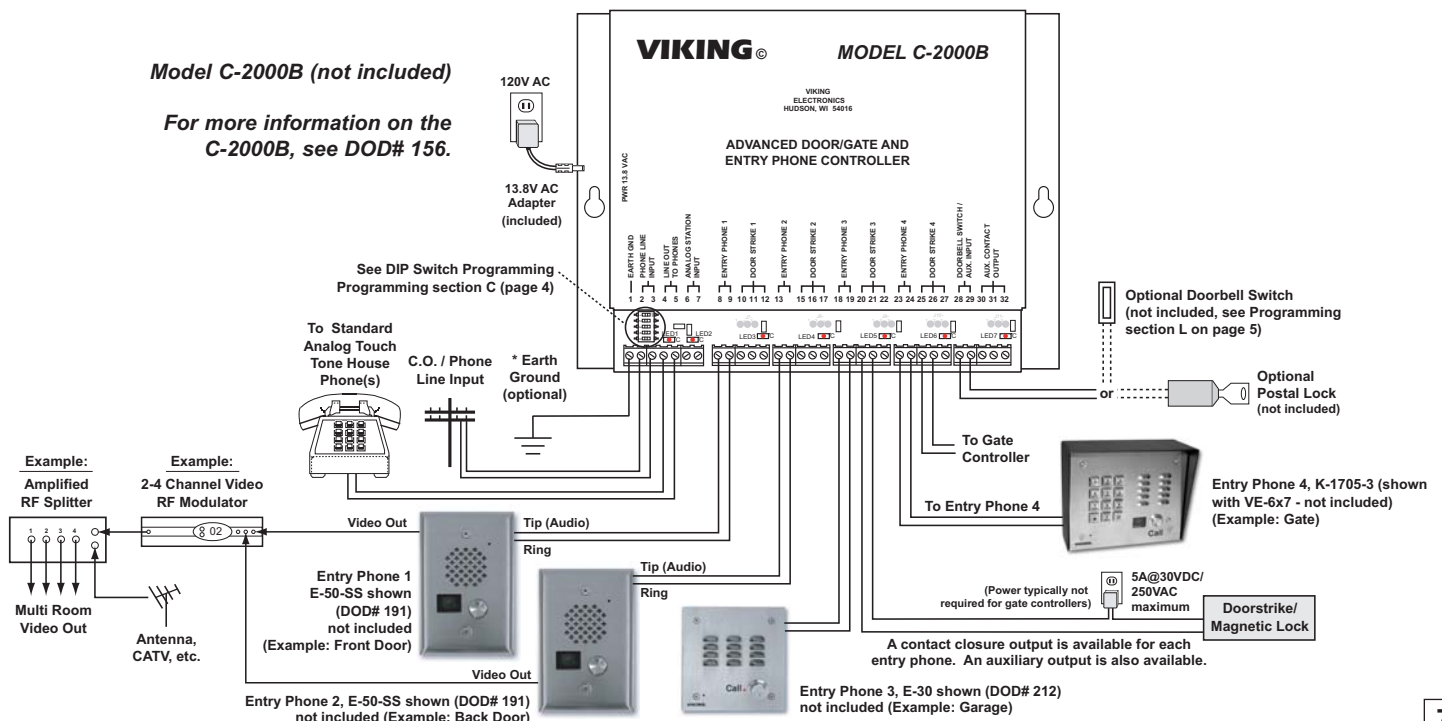 VIKING©
MODEL C-2000B
VIKING
ELECTRONICS
HUDSON, WI 54016
ADVANCED DOOR/GATE AND
ENTRY PHONE CONTROLLER
Model C-2000B (not included)
For more information on the
C-2000B, see DOD# 156.
120V AC
13.8V AC
Adapter
(included)
PWR 13.8 VAC
EARTH GND
PHONE LINE
INPUT
LINE OUT
TO PHONES
ANALOG STATION
INPUT
ENTRY PHONE 1
DOOR STRIKE 1
ENTRY PHONE 2
DOOR STRIKE 2
ENTRY PHONE 3
DOOR STRIKE 3
ENTRY PHONE 4
DOOR STRIKE 4
DOORBELL SWITCH /
AUX. INPUT
AUX. CONTACT
OUTPUT
1 2 3 4 5 6 7 8 9 10 11 12 13 15 16 17 18 19 20 21 22 23 24 25 26 27 28 29 30 31 32
LED1 LED2 LED3 LED4 LED5 LED6 LED7
See DIP Switch Programming
Programming section C (page 4)
To Standard
Analog Touch
Tone House
Phone(s)
C.O. / Phone
Line Input
* Earth
Ground
(optional)
Optional Doorbell Switch
(not included, see Programming
section L on page 5)
or
Optional
Postal Lock
(not included)
To Gate
Controller
To Entry Phone 4
Call
Entry Phone 4, K-1705-3 (shown
with VE-6x7 - not included)
(Example: Gate)
Example:
Amplified
RF Splitter
1 2 3 4
Example:
2-4 Channel Video
RF Modulator
02
Multi Room
Video Out
Antenna,
CATV, etc.
Video Out
Tip (Audio)
Ring
Entry Phone 1
E-50-SS shown
(DOD# 191)
not included
(Example: Front Door)
Tip (Audio)
Ring
Video Out
Entry Phone 2, E-50-SS shown (DOD# 191)
not included (Example: Back Door)
Call
VIKING
Entry Phone 3, E-30 shown (DOD# 212)
not included (Example: Garage)
(Power typically not
required for gate controllers)
5A@30VDC/
250VAC
maximum
Doorstrike/
Magnetic Lock
A contact closure output is available for each
entry phone. An auxiliary output is also available.